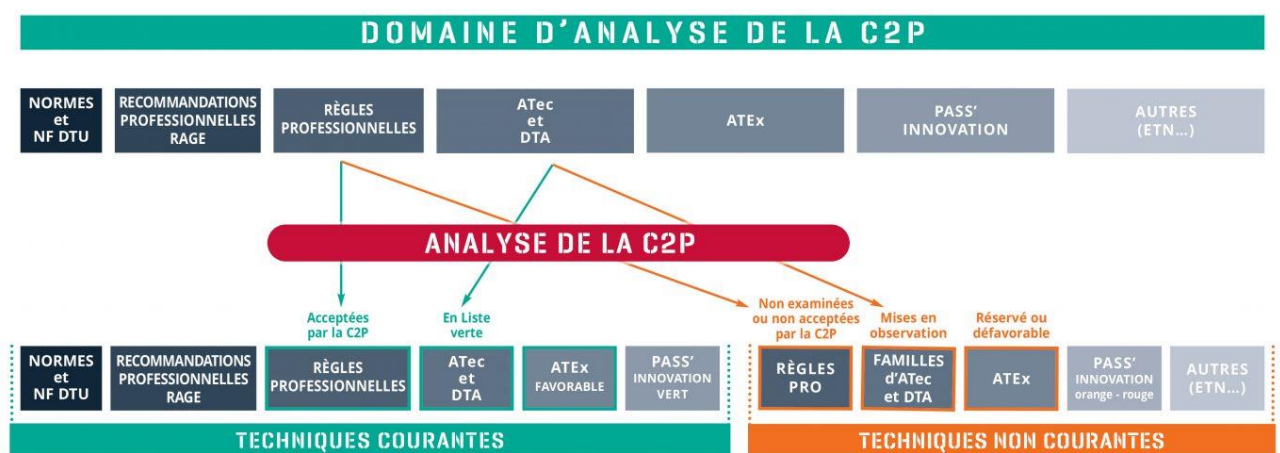 DOMAINE D'ANALYSE DE LA C2P
NORMES
et
NF DTU
RECOMMANDATIONS
PROFESSIONNELLES
RAGE
RÈGLES
PROFESSIONNELLES
ATec
et
DTA
ATEx
PASS'
INNOVATION
AUTRES
(ETN...)
ANALYSE DE LA C2P
Acceptées
par la C2P
En Liste
verte
Non examinées
ou non acceptées
par la C2P
Mises en
observation
Réservé ou
défavorable
NORMES
et
NF DTU
RECOMMANDATIONS
PROFESSIONNELLES
RAGE
RÈGLES
PROFESSIONNELLES
ATec
et
DTA
ATEx
FAVORABLE
PASS'
INNOVATION
VERT
RÈGLES
PRO
FAMILLES
d'ATec
et DTA
ATEx
PASS'
INNOVATION
orange - rouge
AUTRES
(ETN...)
TECHNIQUES COURANTES
TECHNIQUES NON COURANTES